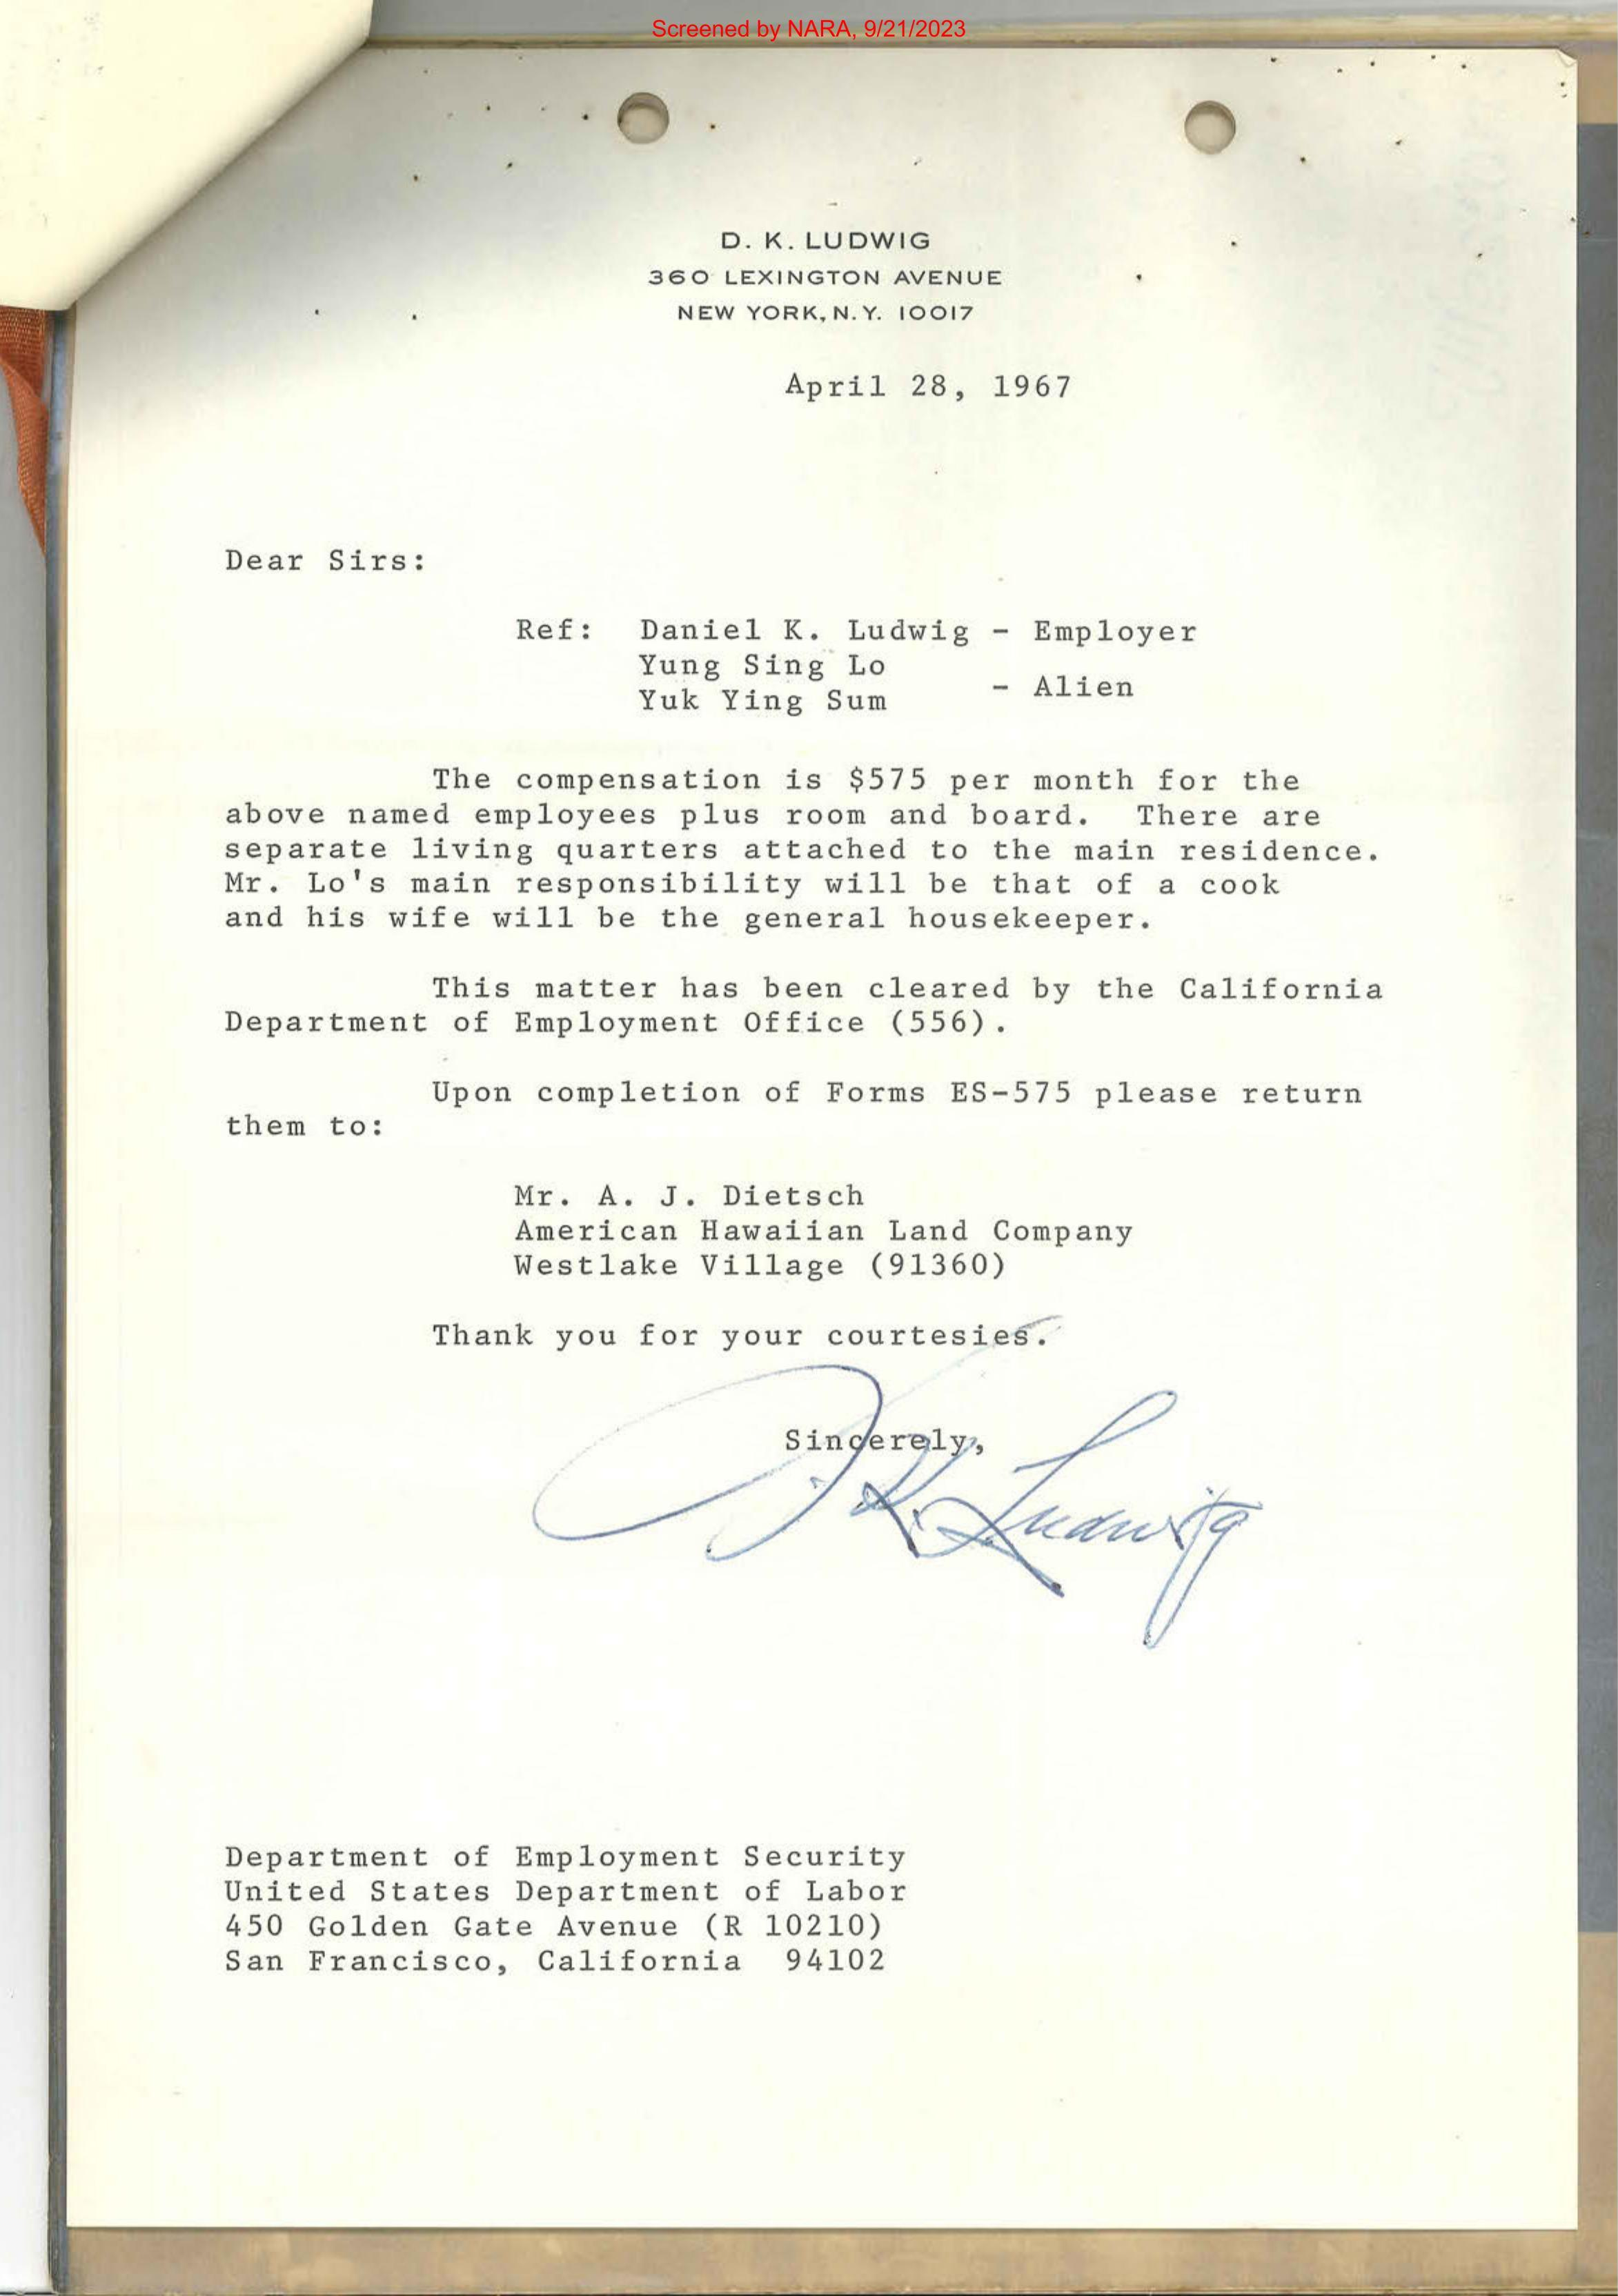 Screened by NARA, 9/21/2023
D. K. LUDWIG
360 LEXINGTON AVENUE
NEW YORK, N. Y. 10017
April 28, 1967
Dear Sirs:
Ref: Daniel K. Ludwig - Employer
Yung Sing Lo
- Alien
Yuk Ying Sum
The compensation is $575 per month for the
above named employees plus room and board. There are
separate living quarters attached to the main residence.
Mr. Lo's main responsibility will be that of a cook
and his wife will be the general housekeeper.
This matter has been cleared by the California
Department of Employment Office (556).
Upon completion of Forms ES-575 please return
them to:
Mr. A. J. Dietsch
American Hawaiian Land Company
Westlake Village (91360)
Thank you for your courtesies.
Sincerely,
D. K. Ludwig
Department of Employment Security
United States Department of Labor
450 Golden Gate Avenue (R 10210)
San Francisco, California 94102